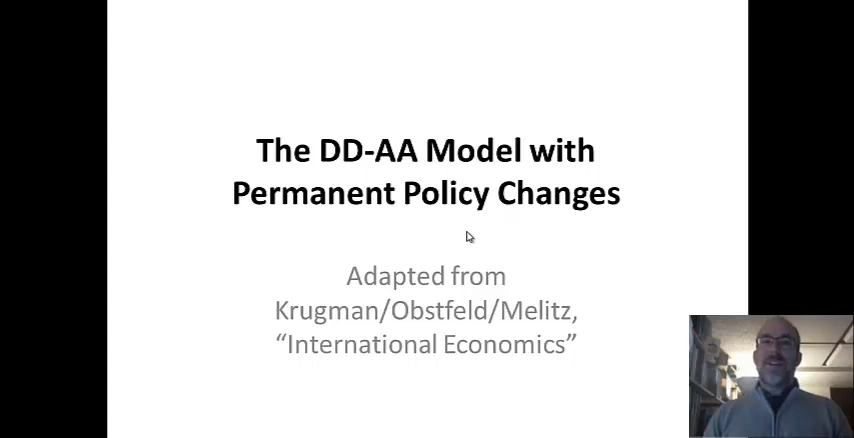 The DD-AA Model with
Permanent Policy Changes
Adapted from
Krugman/Obstfeld/Melitz,
“International Economics”